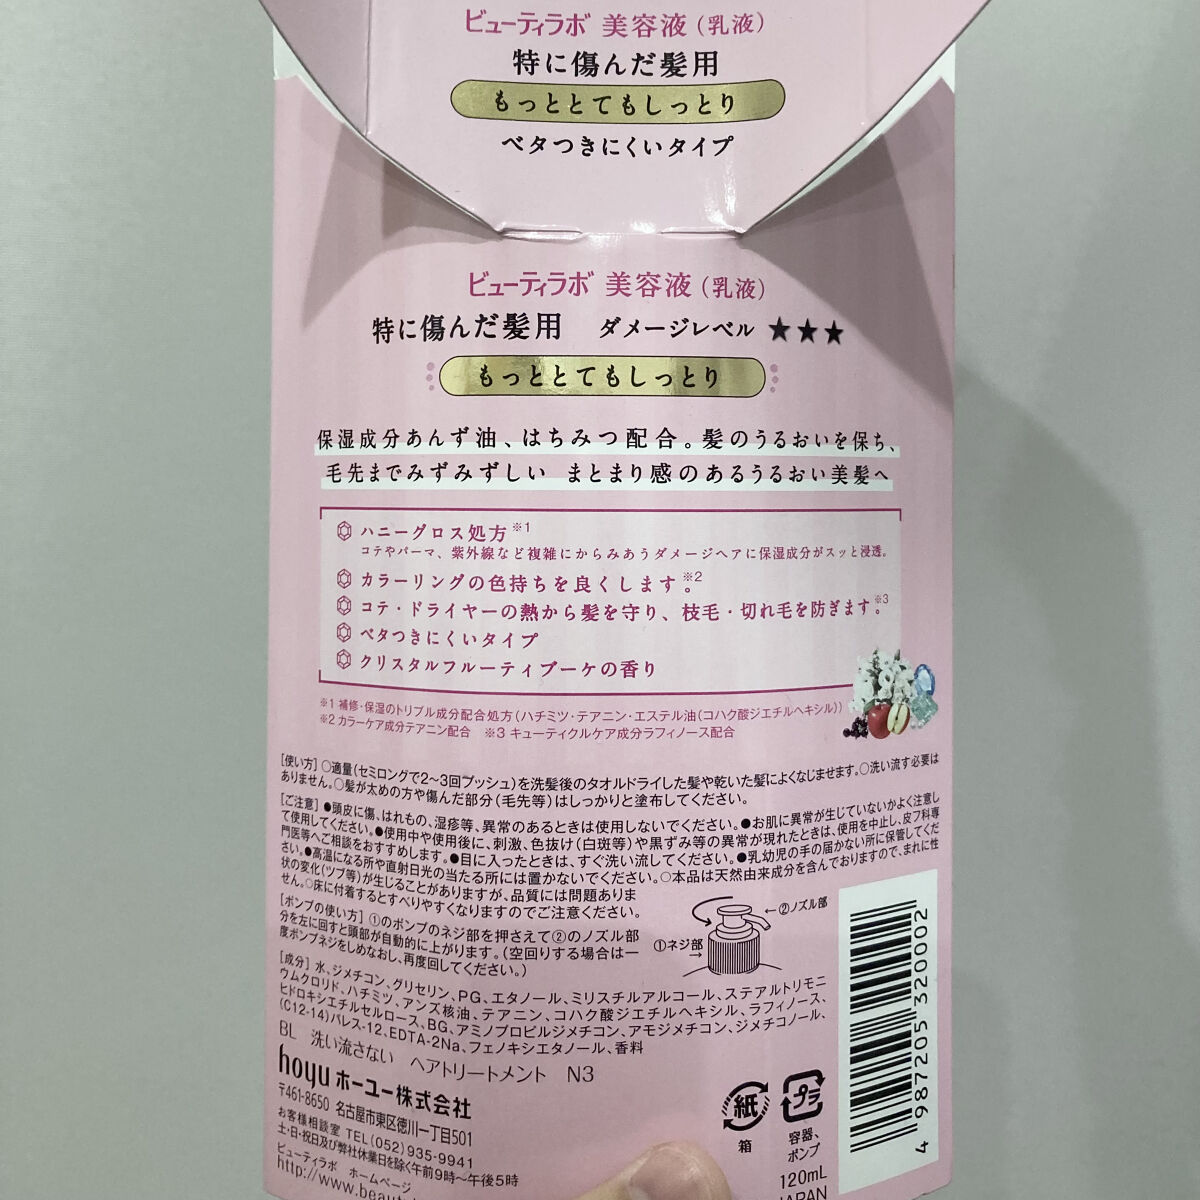 ビューティラボ 美容液（乳液）
特に傷んだ髪用
もっととてもしっとり
ベタつきにくいタイプ
ビューティラボ 美容液（乳液）
特に傷んだ髪用 ダメージレベル ★★★
もっととてもしっとり
保湿成分あんず油、はちみつ配合。髪のうるおいを保ち、
毛先までみずみずしい まとまり感のあるうるおい美髪へ
ハニーグロス処方※1
コテやパーマ、紫外線など複雑にからみあうダメージヘアに保湿成分がスッと浸透。
カラーリングの色持ちを良くします。※2
コテ・ドライヤーの熱から髪を守り、枝毛・切れ毛を防ぎます。※3
ベタつきにくいタイプ
クリスタルフルーティブーケの香り
※1 補修・保湿のトリプル成分配合処方（ハチミツ・テアニン・エステル油（コハク酸ジエチルヘキシル））
※2 カラーケア成分テアニン配合 ※3 キューティクルケア成分ラフィノース配合
［使い方］○適量（セミロングで2〜3回プッシュ）を洗髪後のタオルドライした髪や乾いた髪によくなじませます。○洗い流す必要は
ありません。○髪が太めの方や傷んだ部分（毛先等）はしっかりと塗布してください。
［ご注意］●頭皮に傷、はれもの、湿疹等、異常のあるときは使用しないでください。●お肌に異常が生じていないかよく注意し
て使用してください。●使用中や使用後に、刺激、色抜け（白斑等）や黒ずみ等の異常が現れたときは、使用を中止し、皮フ科専
門医等へご相談をおすすめします。●目に入ったときは、すぐ洗い流してください。●乳幼児の手の届かない所に保管してくだ
さい。●高温になる所や直射日光の当たる所には置かないでください。○本品は天然由来成分を含んでおりますので、まれに性
状の変化（ツブ等）が生じることがありますが、品質には問題ありま
せん。○床に付着するとすべりやすくなりますのでご注意ください。
［ポンプの使い方］①のポンプのネジ部を押さえて②のノズル部
分を左に回すと頭部が自動的に上がります。（空回りする場合は一
度ポンプネジをしめなおし、再度回してください。）
①ネジ部
②ノズル部
［成分］水、ジメチコン、グリセリン、PG、エタノール、ミリスチルアルコール、ステアルトリモニ
ウムクロリド、ハチミツ、アンズ核油、テアニン、コハク酸ジエチルヘキシル、ラフィノース、
ヒドロキシエチルセルロース、BG、アミノプロピルジメチコン、アモジメチコン、ジメチコノール、
（C12-14）パレス-12、EDTA-2Na、フェノキシエタノール、香料
BL 洗い流さない ヘアトリートメント N3
hoyu ホーユー株式会社
〒461-8650 名古屋市東区徳川一丁目501
お客様相談室 TEL（052）935-9941
土・日・祝日及び弊社休業日を除く午前9時〜午後5時
ビューティラボ ホームページ
http://www.beaut
紙
箱
プラ
容器、
ポンプ
120mL
JAPAN
4 987205 320002